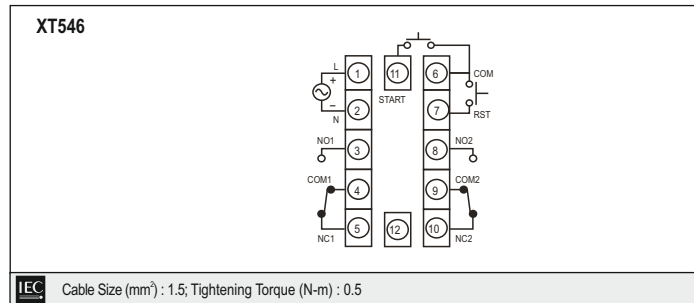 XT546
L
1
11
6
COM
+
START
−
N
2
7
RST
NO1
3
8
NO2
COM1
4
9
COM2
NC1
5
12
10
NC2
IEC Cable Size (mm²) : 1.5; Tightening Torque (N-m) : 0.5